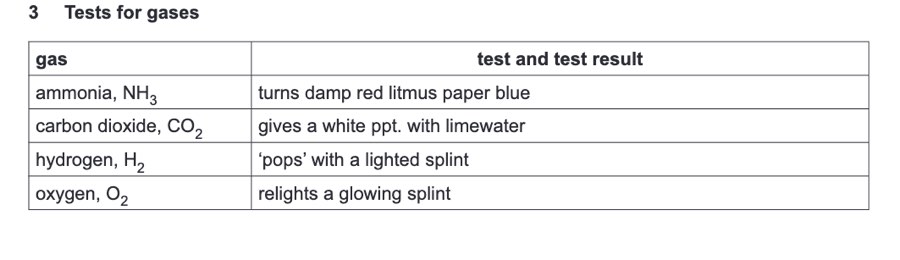 3 Tests for gases
gas test and test result
ammonia, NH3 turns damp red litmus paper blue
carbon dioxide, CO2 gives a white ppt. with limewater
hydrogen, H2 ‘pops’ with a lighted splint
oxygen, O2 relights a glowing splint